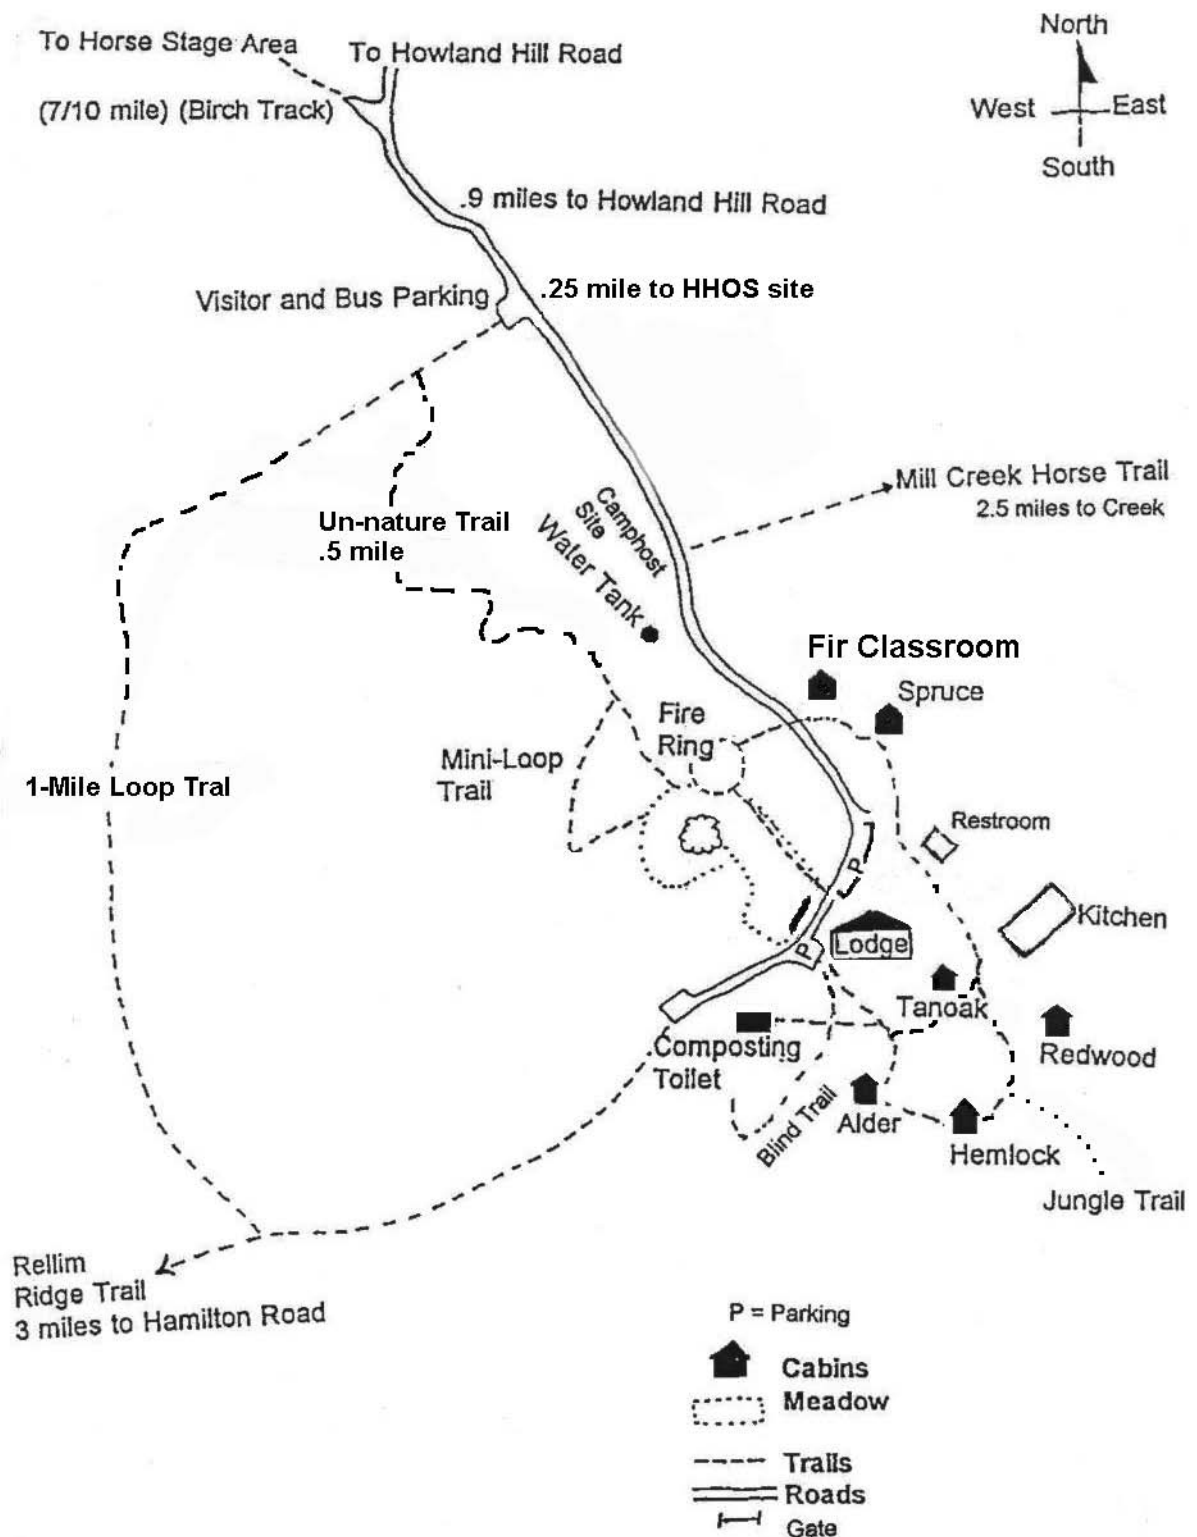 North
To Horse Stage Area
To Howland Hill Road
(7/10 mile) (Birch Track)
West
East
South
.9 miles to Howland Hill Road
.25 mile to HHOS site
Visitor and Bus Parking
Mill Creek Horse Trail
2.5 miles to Creek
Camphost
Site
Un-nature Trail
.5 mile
Water Tank
Fir Classroom
Spruce
Fire
Ring
Mini-Loop
Trail
1-Mile Loop Tral
Restroom
P
Kitchen
Lodge
P
Tanoak
Redwood
Composting
Toilet
Blind Trail
Alder
Hemlock
Jungle Trail
Rellim
Ridge Trail
3 miles to Hamilton Road
P = Parking
Cabins
Meadow
Trails
Roads
Gate